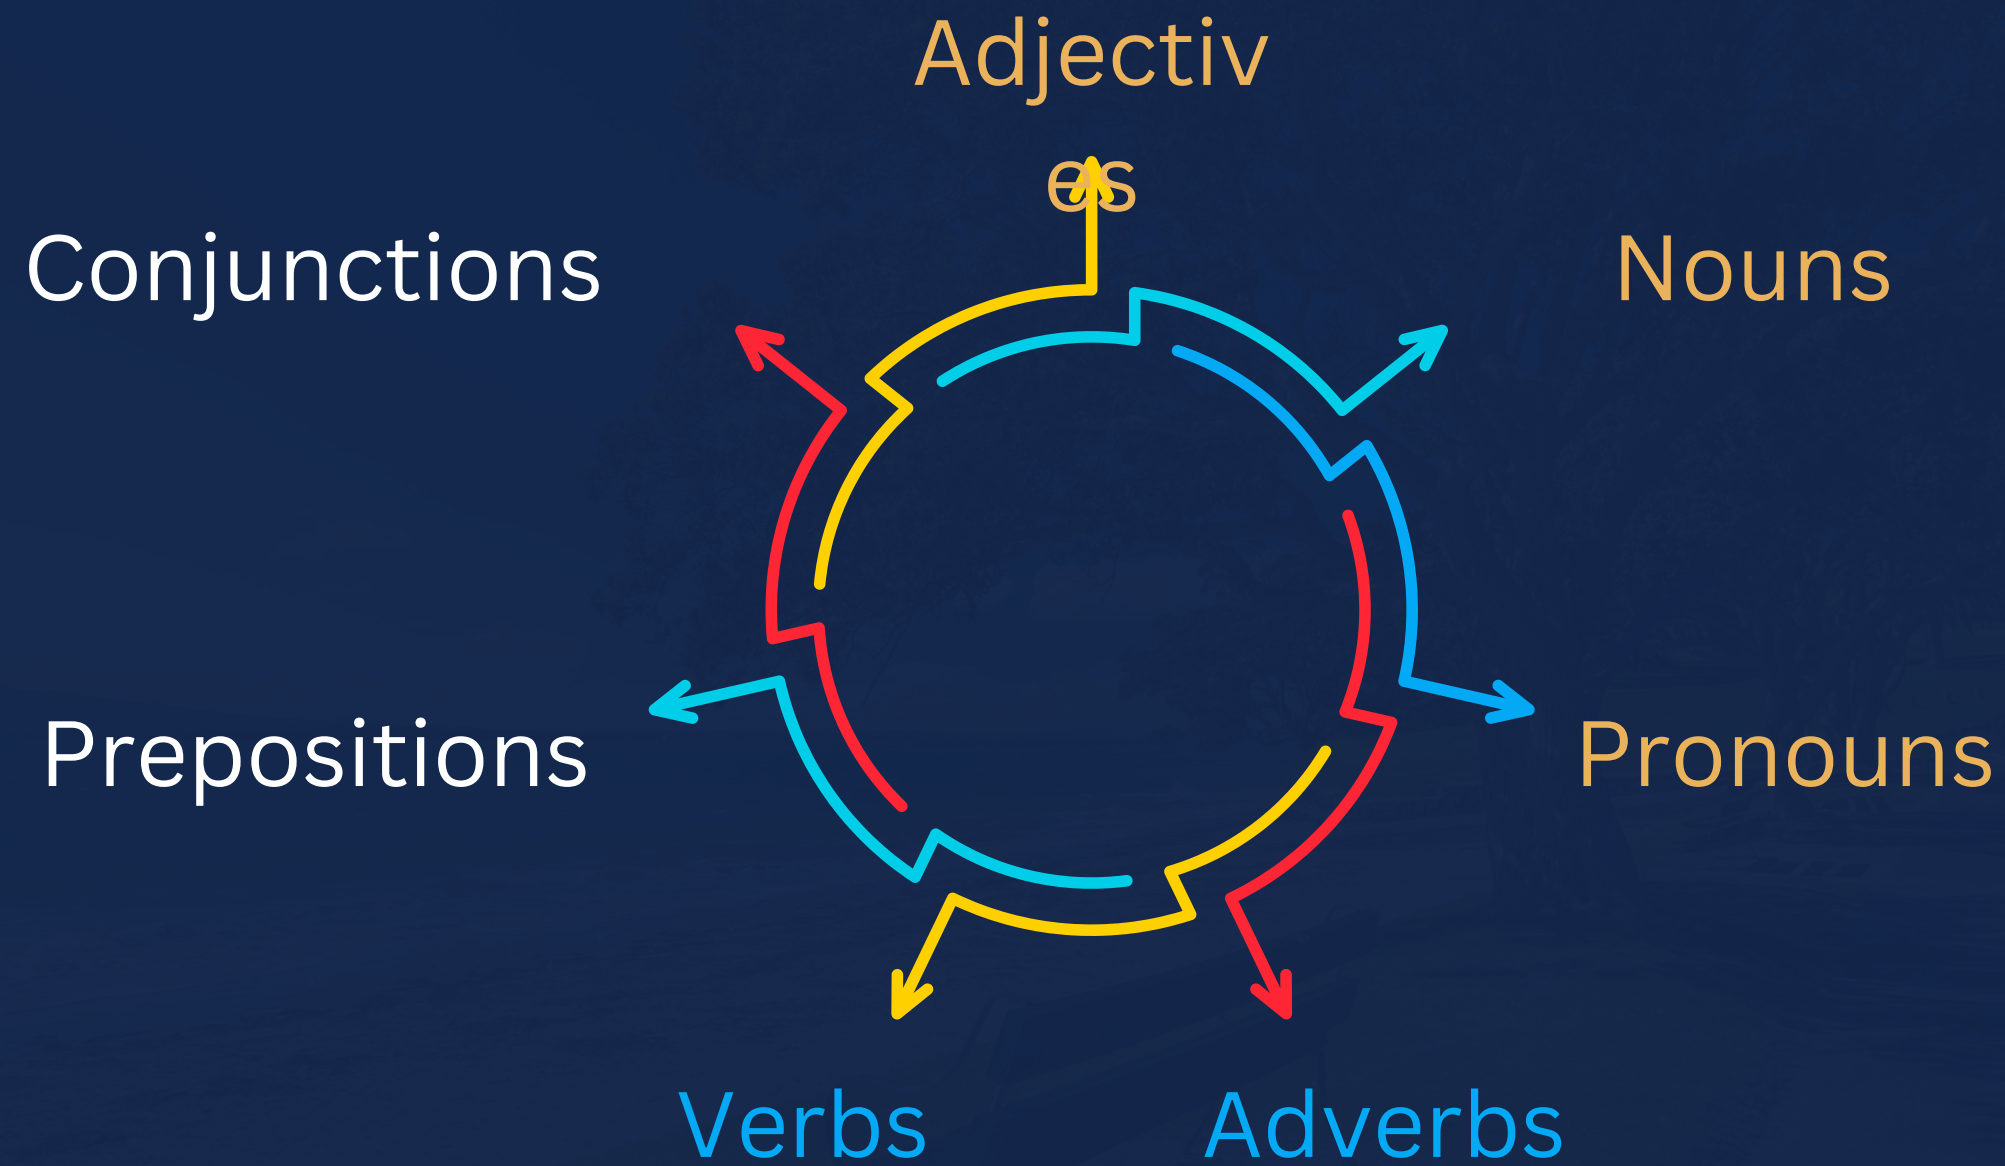 Adjectiv
es
Conjunctions
Nouns
Prepositions
Pronouns
Verbs
Adverbs